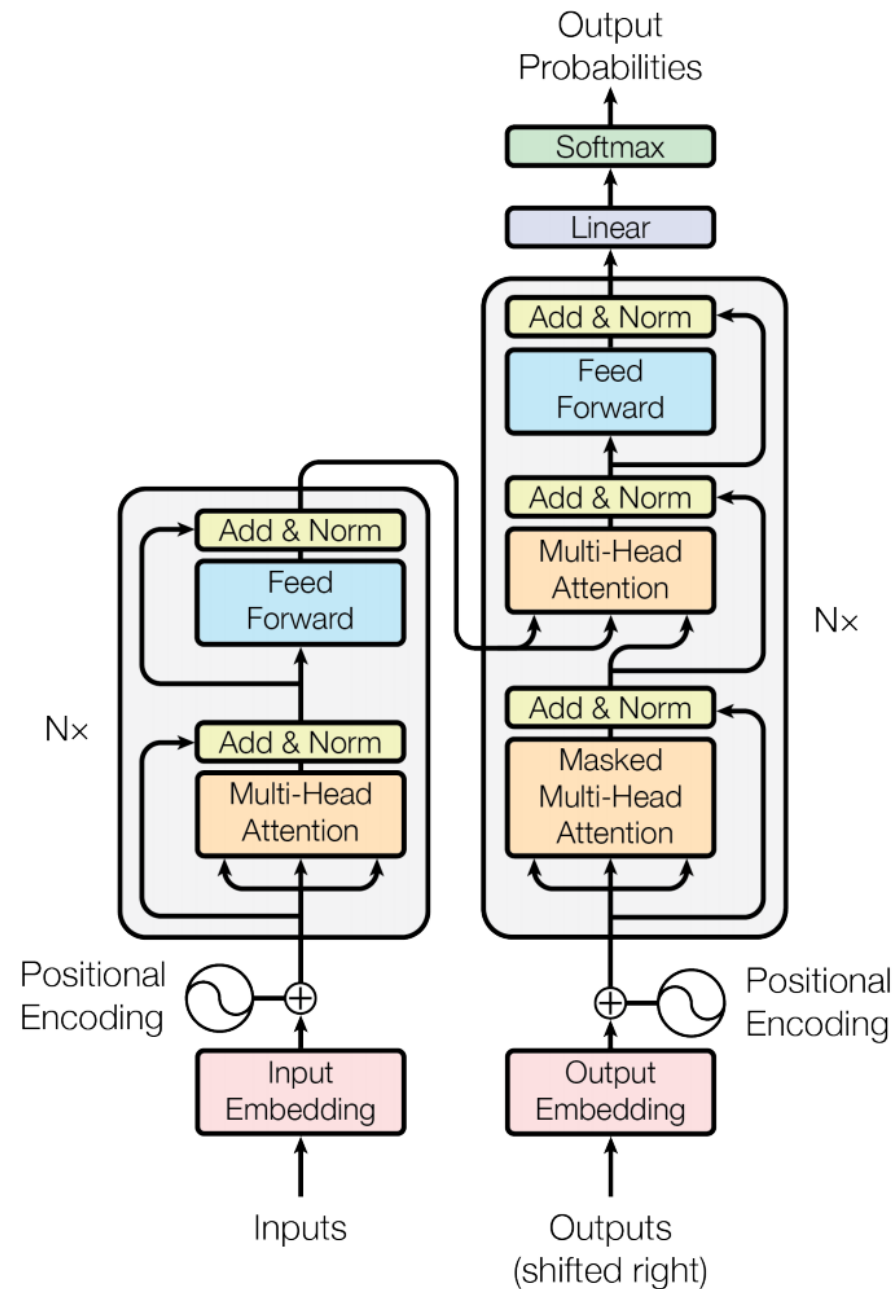 Output
Probabilities
Softmax
Linear
Add & Norm
Feed
Forward
Add & Norm
Multi-Head
Attention
Add & Norm
Masked
Multi-Head
Attention
N×
Add & Norm
Feed
Forward
Add & Norm
Multi-Head
Attention
N×
Positional
Encoding
Positional
Encoding
Input
Embedding
Output
Embedding
Inputs
Outputs
(shifted right)